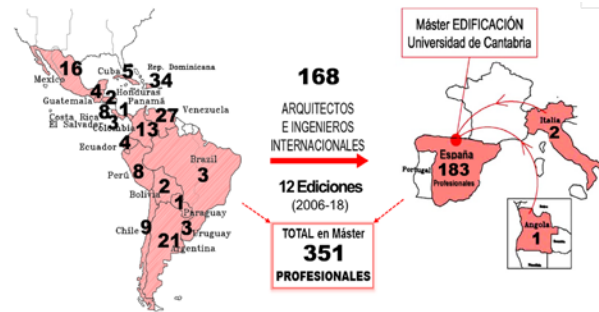 Máster EDIFICACIÓN
Universidad de Cantabria
16
Mexico
Cuba
5
Rep. Dominicana
34
4
2
Honduras
Guatemala
8
1
Panamá
27
Venezuela
Costa Rica
3
El Salvador
Colombia
13
4
Ecuador
8
Perú
Brazil
3
2
Bolivia
1
Paraguay
Chile
9
21
Argentina
3
Uruguay
168
ARQUITECTOS
E INGENIEROS
INTERNACIONALES
12 Ediciones
(2006-18)
TOTAL en Máster
351
PROFESIONALES
Italia
2
España
183
Profesionales
Portugal
Angola
1